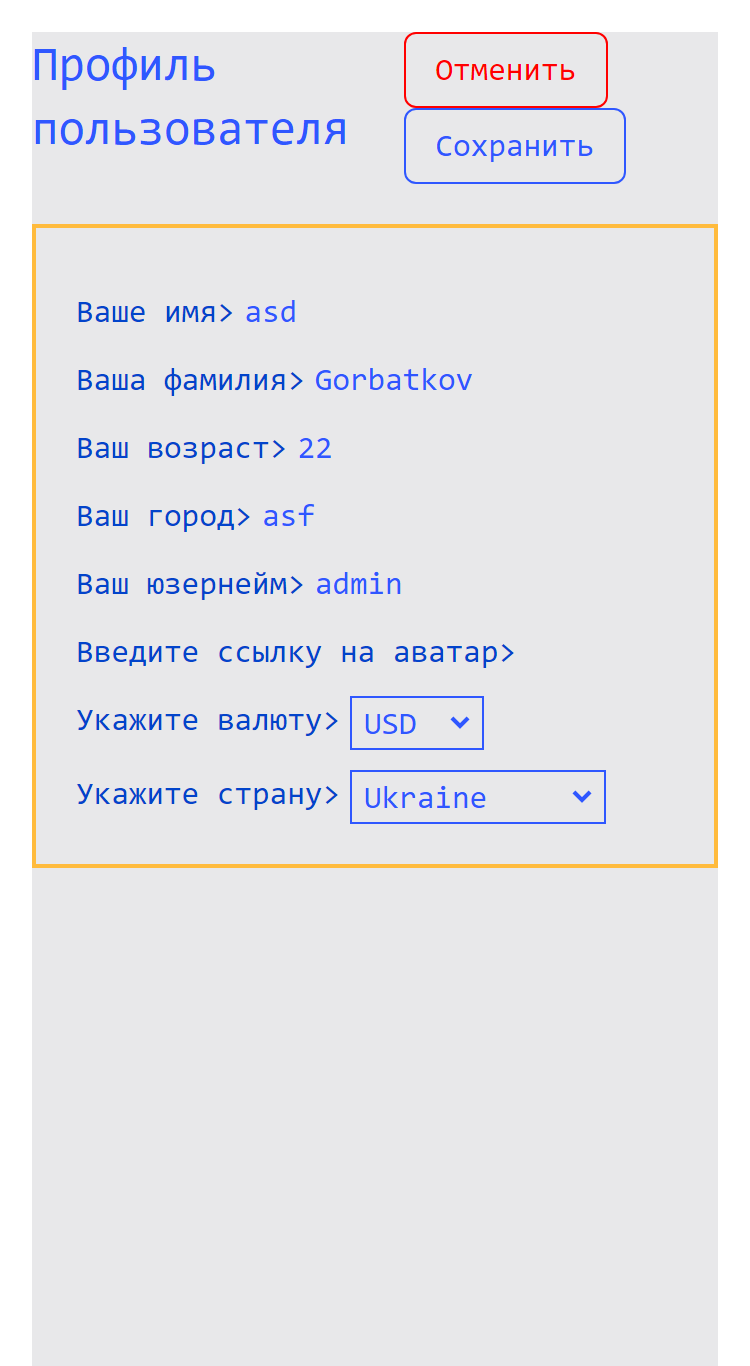 Профиль
пользователя
Отменить
Сохранить
Ваше имя> asd
Ваша фамилия> Gorbatkov
Ваш возраст> 22
Ваш город> asf
Ваш юзернейм> admin
Введите ссылку на аватар>
Укажите валюту> USD
Укажите страну> Ukraine